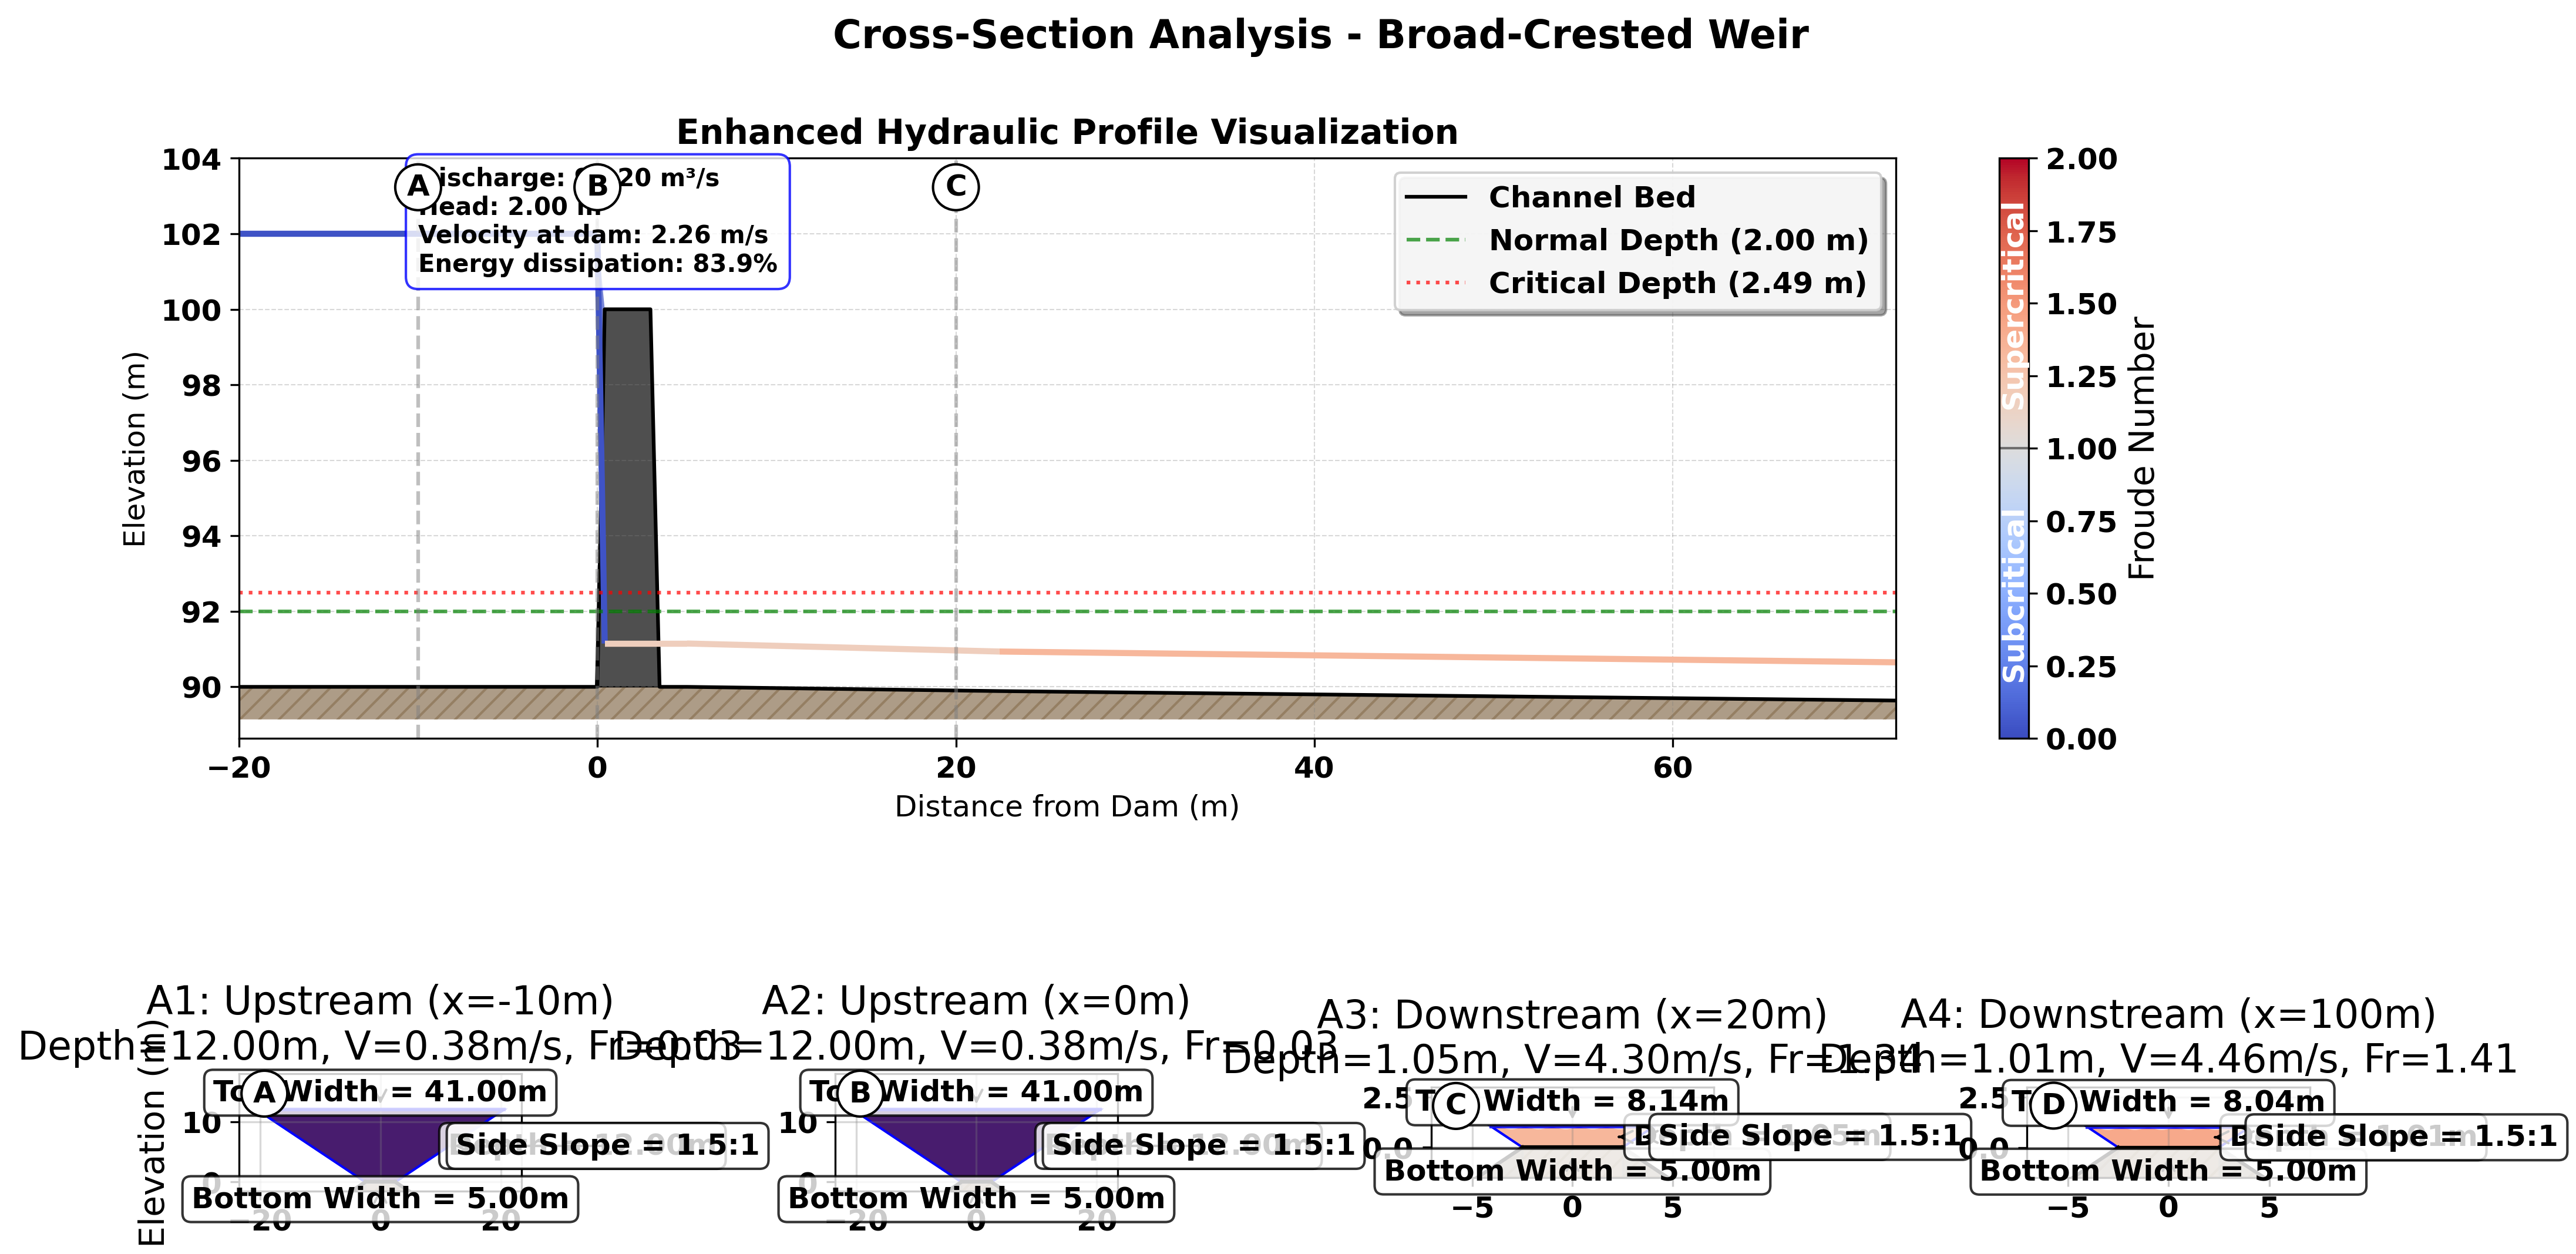 Cross-Section Analysis - Broad-Crested Weir
Enhanced Hydraulic Profile Visualization
104
102
100
98
96
94
92
90
Elevation (m)
A
B
C
20 m³/s
Head: 2.00 m
Velocity at dam: 2.26 m/s
Energy dissipation: 83.9%
Channel Bed
Normal Depth (2.00 m)
Critical Depth (2.49 m)
−20
0
20
40
60
Distance from Dam (m)
2.00
1.75
1.50
1.25
1.00
0.75
0.50
0.25
0.00
Supercritical
Subcritical
Froude Number
A1: Upstream (x=-10m)
Depth=12.00m, V=0.38m/s, Fr=0.03
Elevation (m)
A
Width = 41.00m
10
Side Slope = 1.5:1
0
Bottom Width = 5.00m
−20
0
20
A2: Upstream (x=0m)
Depth=12.00m, V=0.38m/s, Fr=0.03
B
Width = 41.00m
10
Side Slope = 1.5:1
0
Bottom Width = 5.00m
−20
0
20
A3: Downstream (x=20m)
Depth=1.05m, V=4.30m/s, Fr=1.34
2.5
C
Width = 8.14m
0.0
Side Slope = 1.5:1
Bottom Width = 5.00m
−5
0
5
A4: Downstream (x=100m)
Depth=1.01m, V=4.46m/s, Fr=1.41
2.5
D
Width = 8.04m
0.0
Side Slope = 1.5:1
Bottom Width = 5.00m
−5
0
5